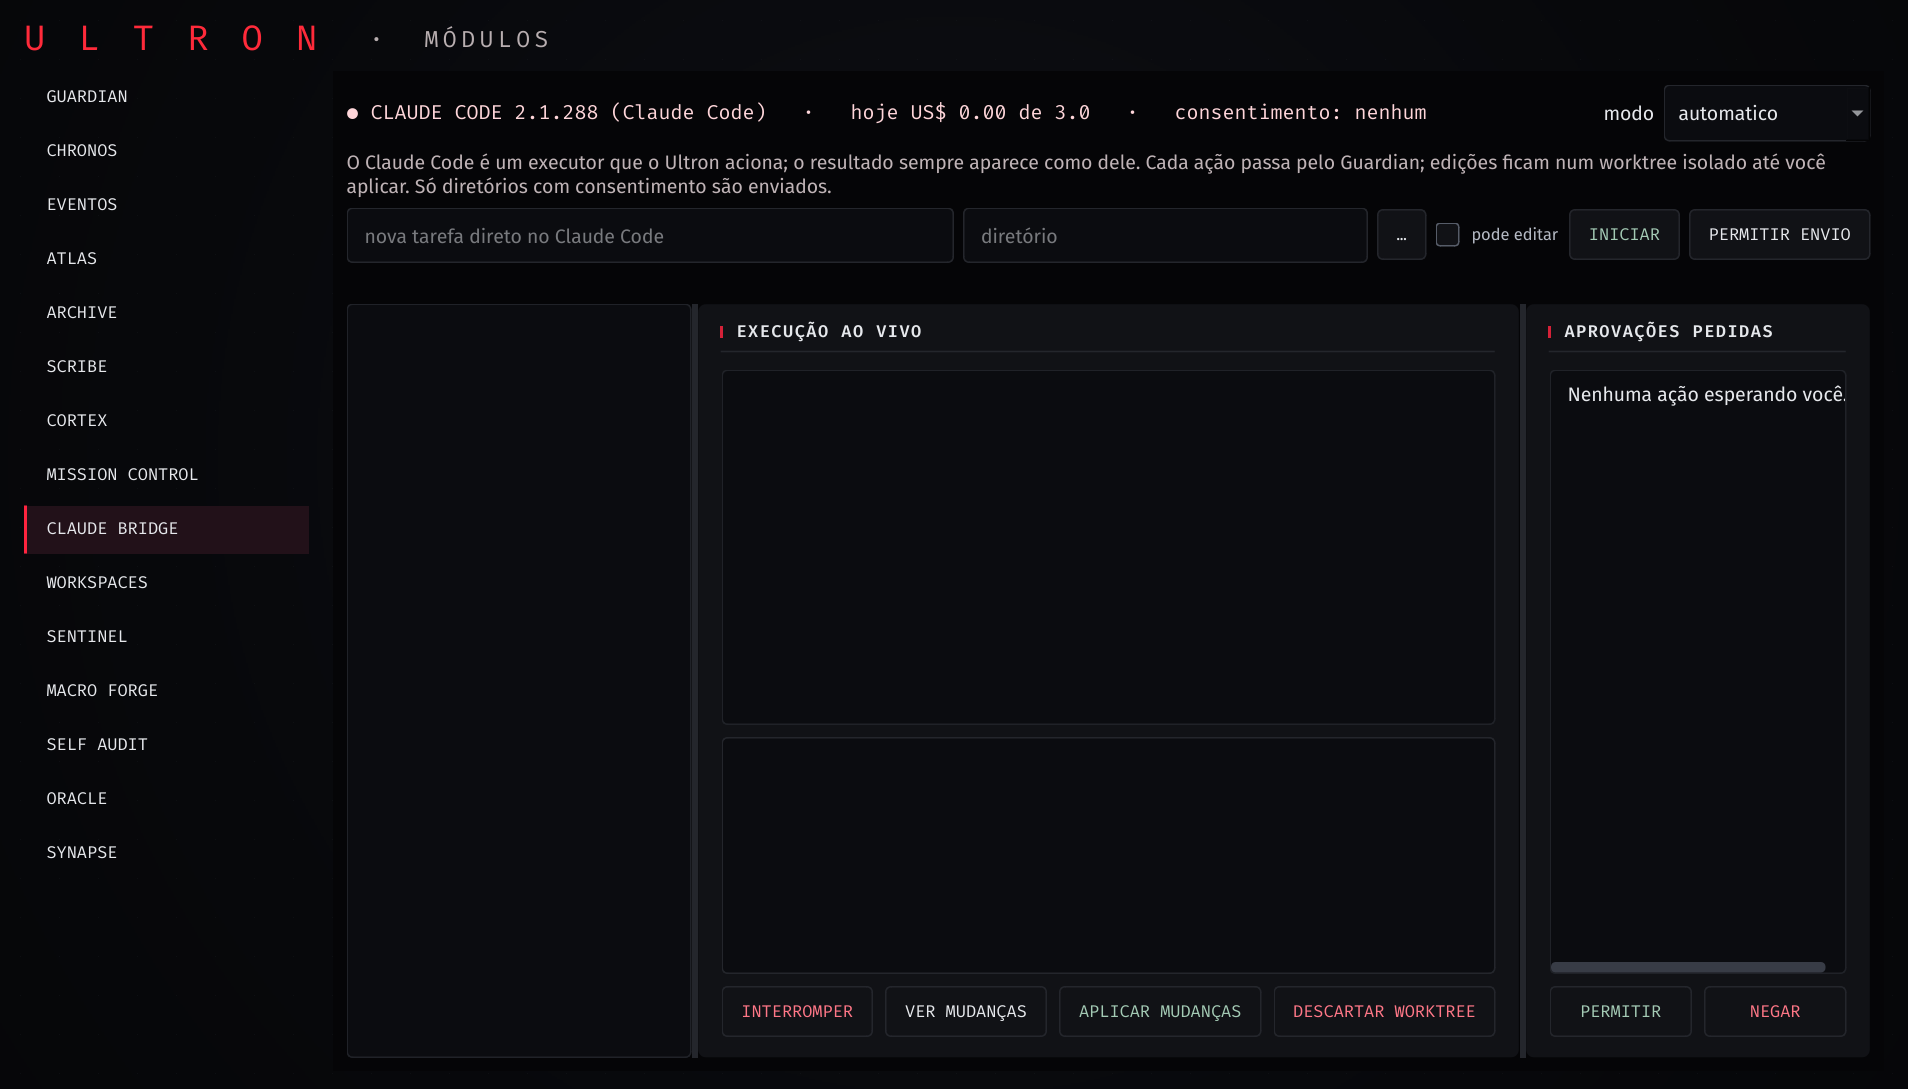 ULTRON · MÓDULOS
GUARDIAN
CHRONOS
EVENTOS
ATLAS
ARCHIVE
SCRIBE
CORTEX
MISSION CONTROL
CLAUDE BRIDGE
WORKSPACES
SENTINEL
MACRO FORGE
SELF AUDIT
ORACLE
SYNAPSE
● CLAUDE CODE 2.1.288 (Claude Code) · hoje US$ 0.00 de 3.0 · consentimento: nenhum
modo automatico
O Claude Code é um executor que o Ultron aciona; o resultado sempre aparece como dele. Cada ação passa pelo Guardian; edições ficam num worktree isolado até você
aplicar. Só diretórios com consentimento são enviados.
nova tarefa direto no Claude Code
diretório
...
pode editar
INICIAR
PERMITIR ENVIO
EXECUÇÃO AO VIVO
INTERROMPER
VER MUDANÇAS
APLICAR MUDANÇAS
DESCARTAR WORKTREE
APROVAÇÕES PEDIDAS
Nenhuma ação esperando você.
PERMITIR
NEGAR